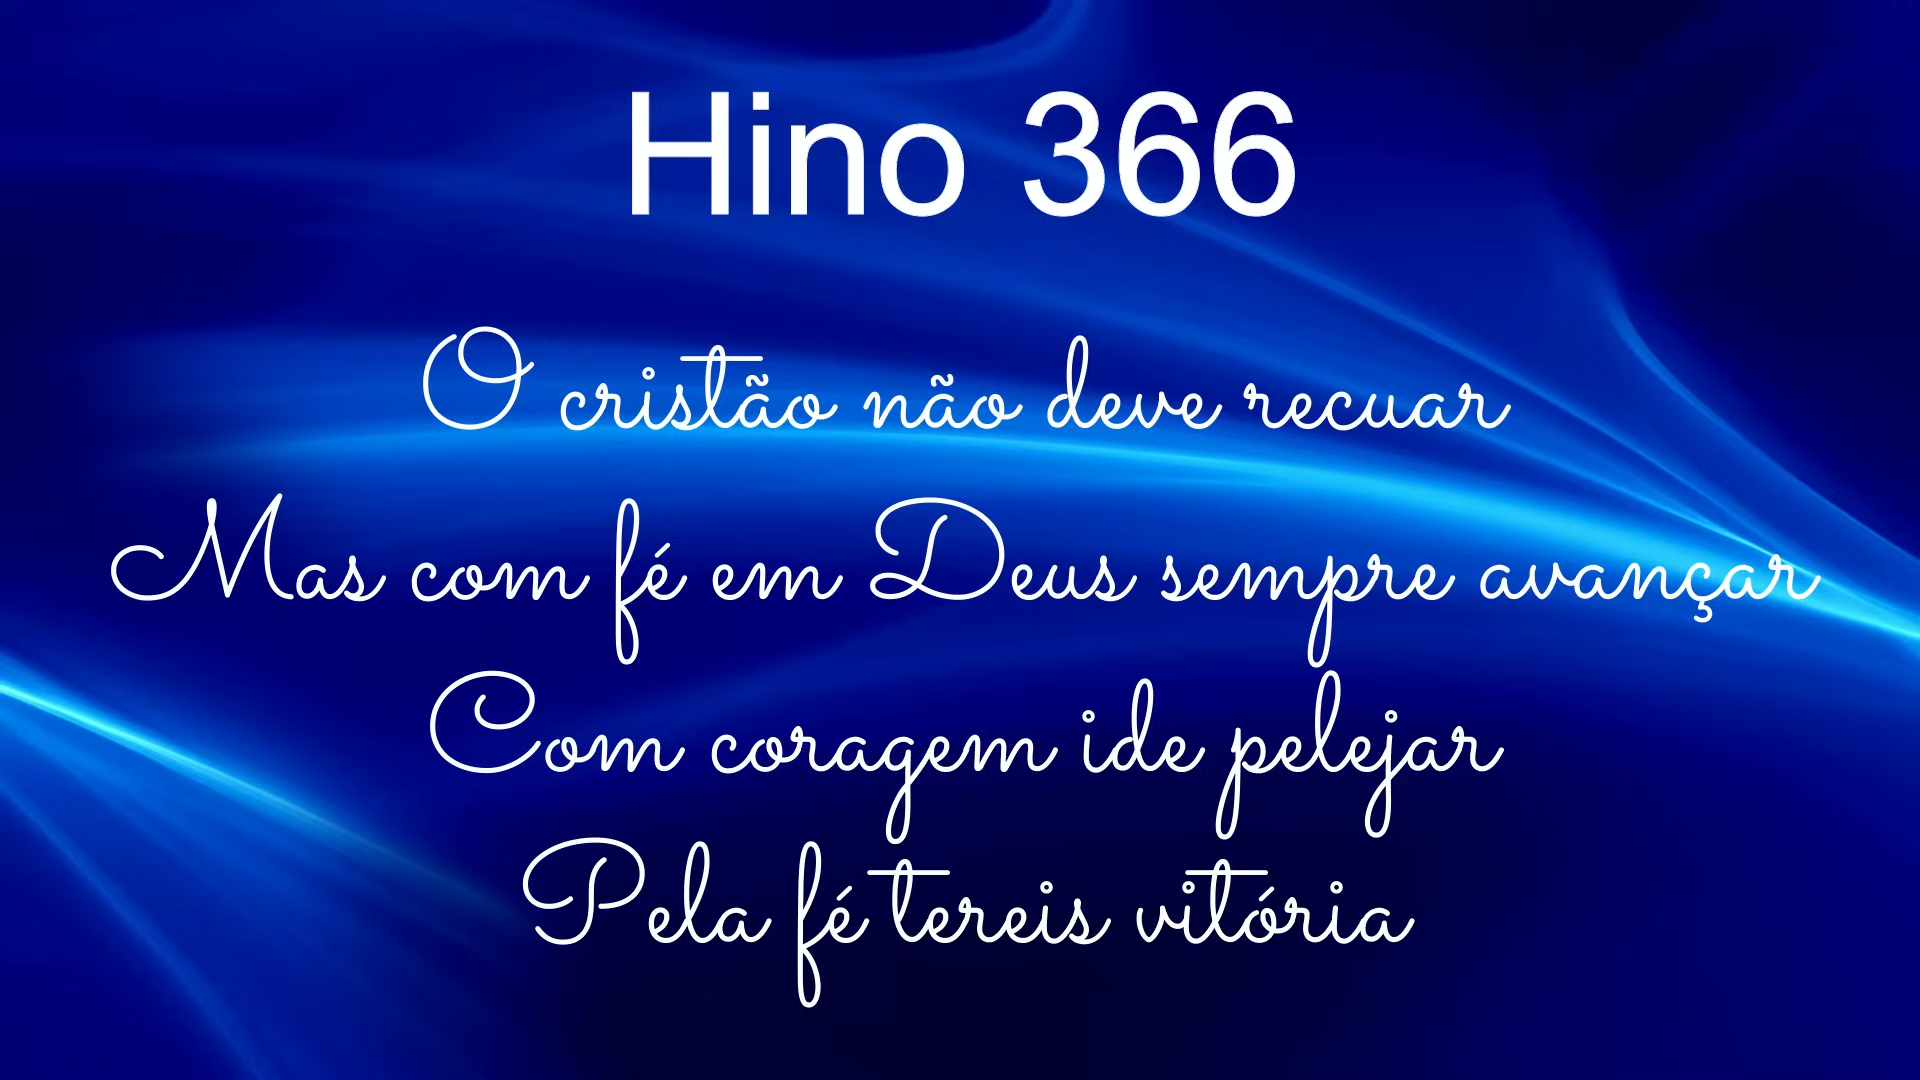 Hino 366
O cristão não deve recuar
Mas com fé em Deus sempre avançar
Com coragem ide pelejar
Pela fé tereis vitória